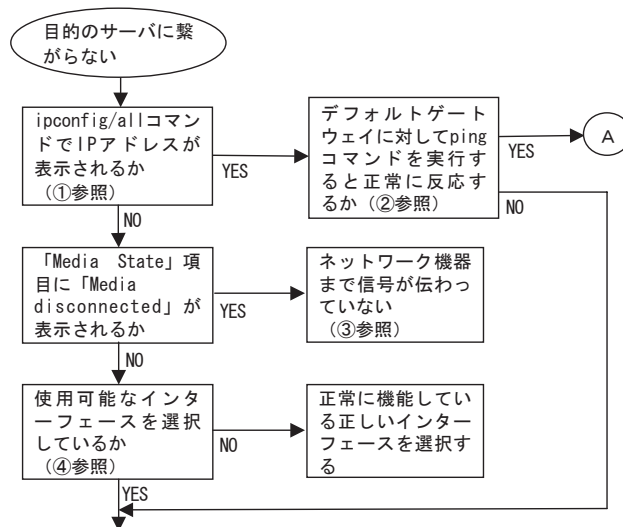 目的のサーバに繋
がらない
ipconfig/allコマ
ンドでIPアドレスが
表示されるか
(①参照)
YES
デフォルトゲート
ウェイに対してping
コマンドを実行す
ると正常に反応す
るか(②参照)
YES
A
NO
NO
「Media State」項
目に「Media
disconnected」が
表示されるか
YES
ネットワーク機器
まで信号が伝わっ
ていない
(③参照)
NO
使用可能なインタ
ーフェースを選択
しているか
(④参照)
NO
正常に機能してい
る正しいインター
フェースを選択す
る
YES